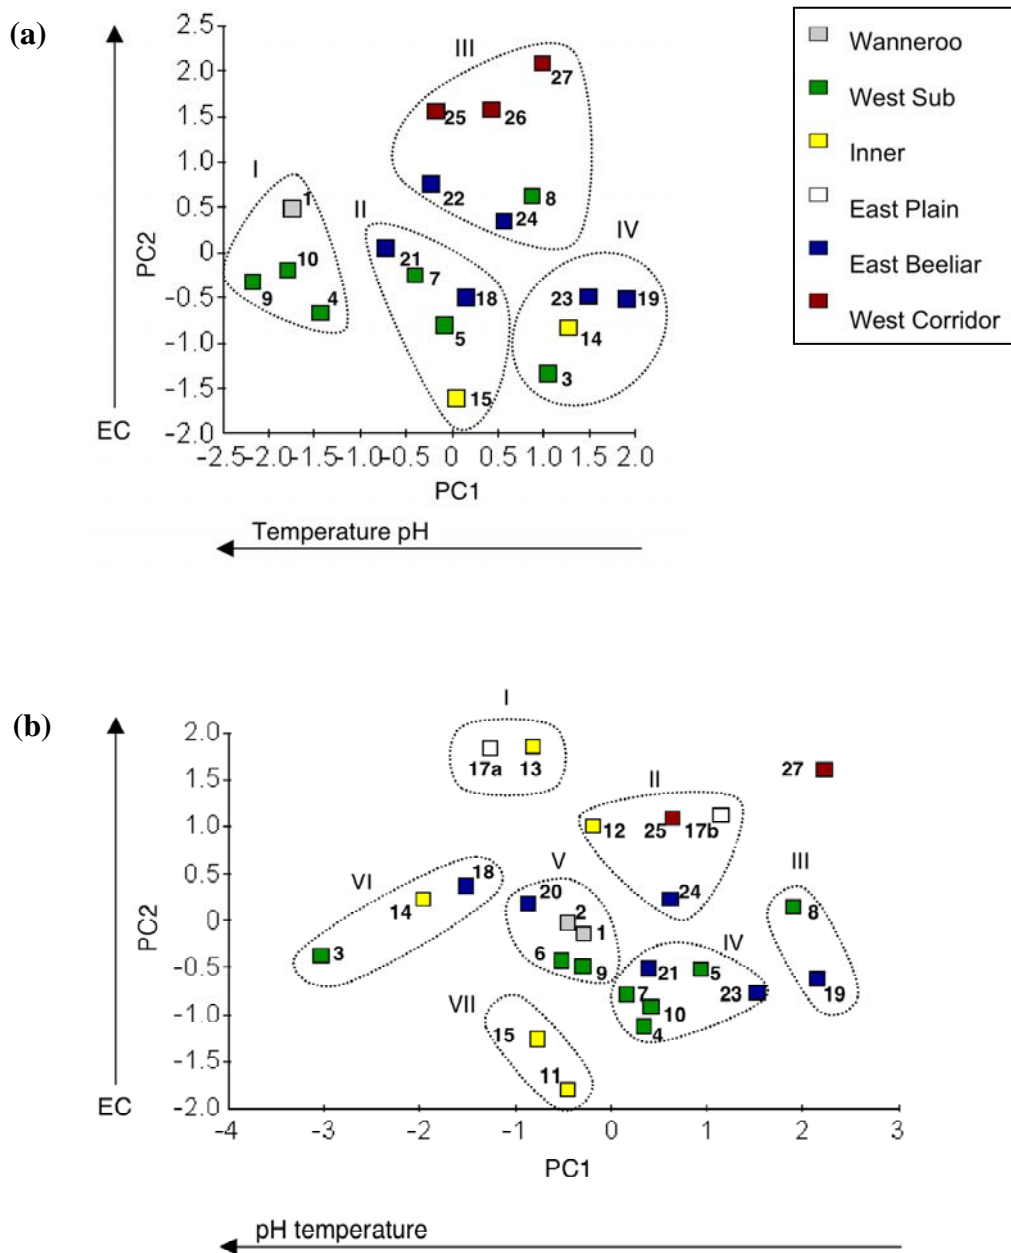 (a)
2.5
2.0
1.5
1.0
0.5
0
-0.5
-1.0
-1.5
-2.0
PC2
EC
III
27
25
26
22
8
24
I
1
10
9
4
II
21
7
18
5
15
IV
23
19
14
3
-2.5 -2.0 -1.5 -1.0 -0.5 0 0.5 1.0 1.5 2.0
PC1
Temperature pH
Wanneroo
West Sub
Inner
East Plain
East Beeliar
West Corridor
(b)
2.0
1.5
1.0
0.5
0
-0.5
-1.0
-1.5
-2.0
PC2
EC
I
17a
13
27
II
12
25
17b
24
III
8
19
VI
18
14
3
V
20
2
1
6
9
IV
21
5
7
23
10
4
VII
15
11
-4 -3 -2 -1 0 1 2 3
PC1
pH temperature